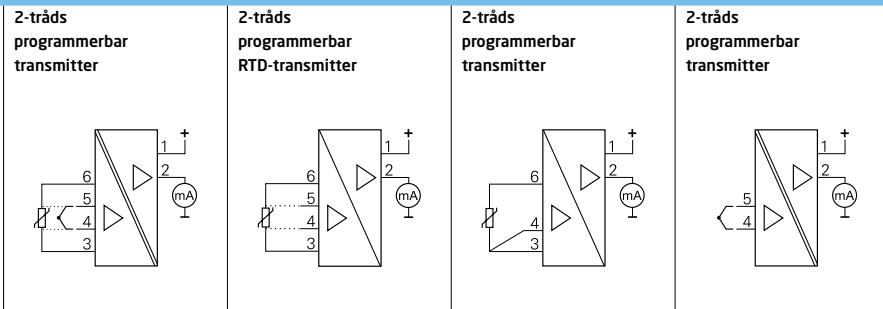 2-tråds
programmerbar
transmitter
+
1
2
mA
6
5
4
3
2-tråds
programmerbar
RTD-transmitter
+
1
2
mA
6
5
4
3
2-tråds
programmerbar
transmitter
+
1
2
mA
6
4
3
2-tråds
programmerbar
transmitter
+
1
2
mA
5
4